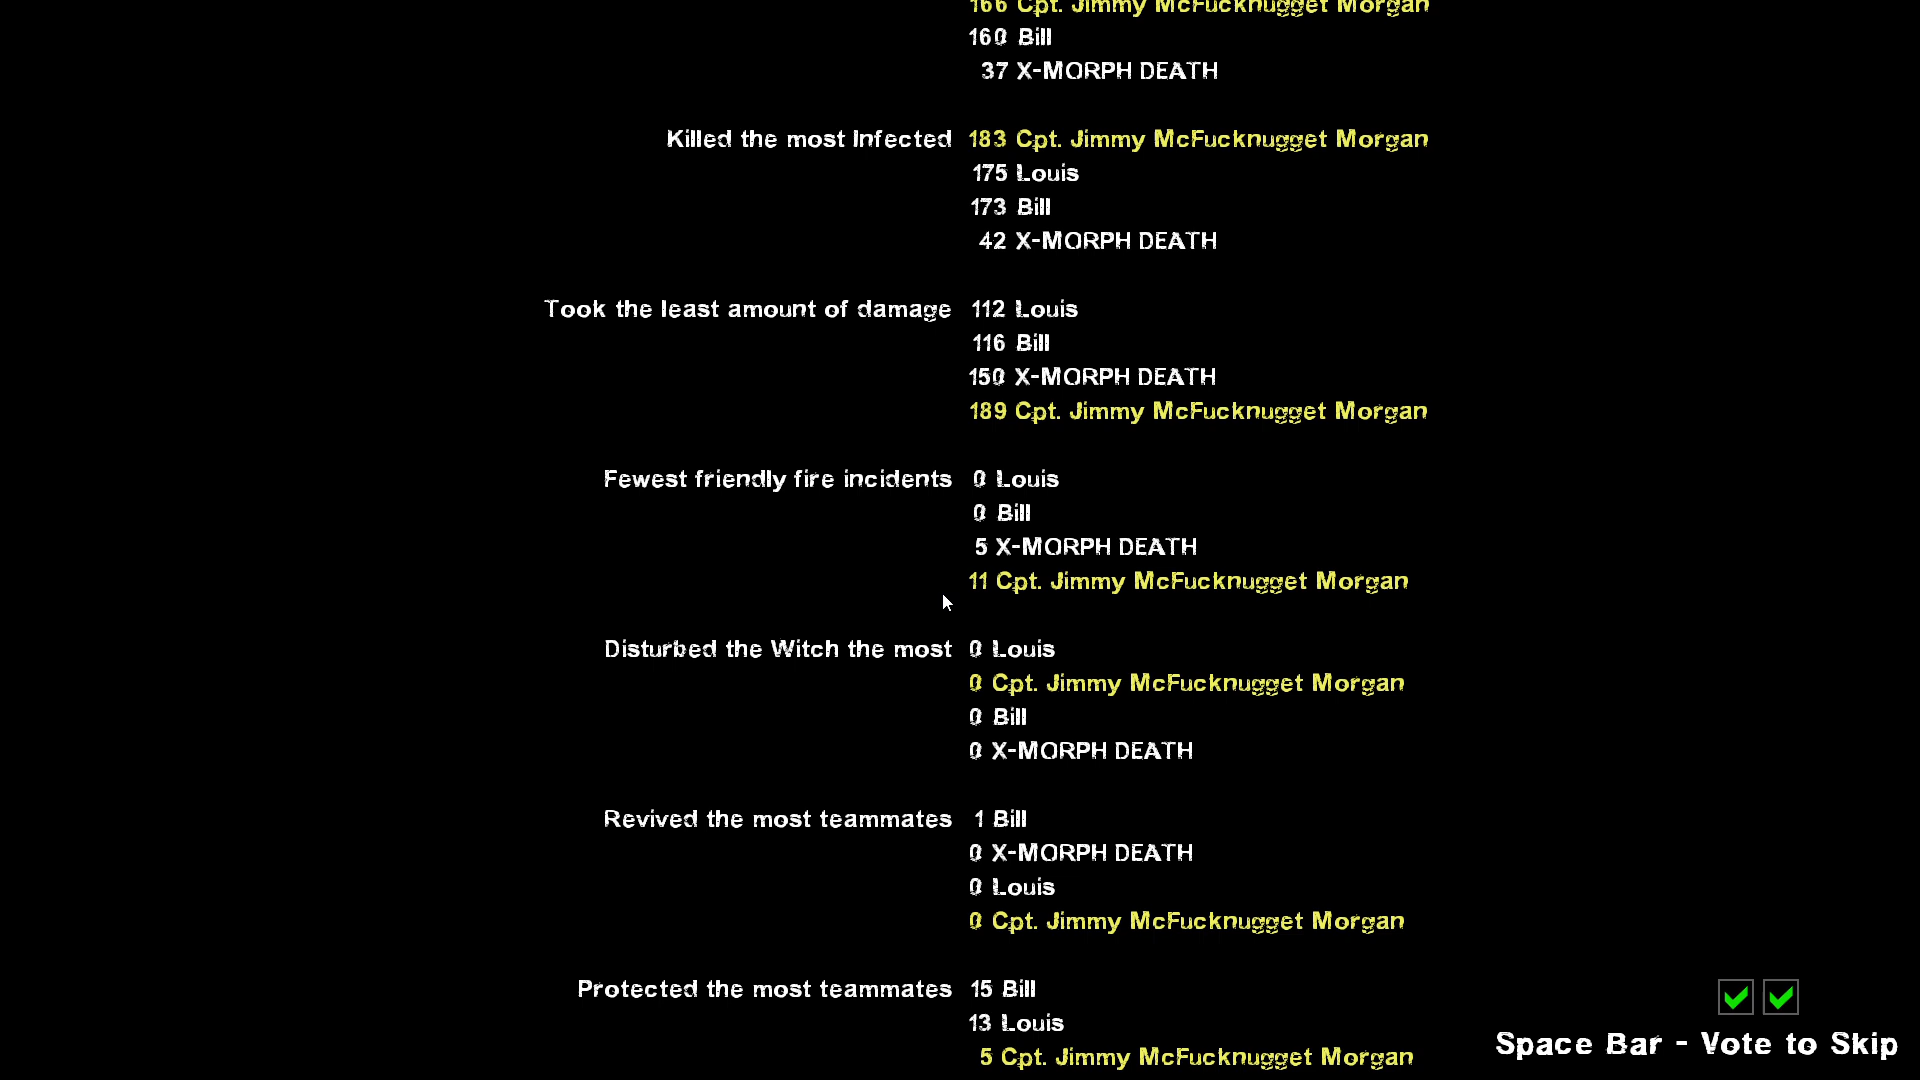 166 Cpt. Jimmy McFucknugget Morgan
160 Bill
37 X-MORPH DEATH
Killed the most Infected 183 Cpt. Jimmy McFucknugget Morgan
175 Louis
173 Bill
42 X-MORPH DEATH
Took the least amount of damage 112 Louis
116 Bill
150 X-MORPH DEATH
189 Cpt. Jimmy McFucknugget Morgan
Fewest friendly fire incidents 0 Louis
0 Bill
5 X-MORPH DEATH
11 Cpt. Jimmy McFucknugget Morgan
Disturbed the Witch the most 0 Louis
0 Cpt. Jimmy McFucknugget Morgan
0 Bill
0 X-MORPH DEATH
Revived the most teammates 1 Bill
0 X-MORPH DEATH
0 Louis
0 Cpt. Jimmy McFucknugget Morgan
Protected the most teammates 15 Bill
13 Louis
5 Cpt. Jimmy McFucknugget Morgan
Space Bar - Vote to Skip